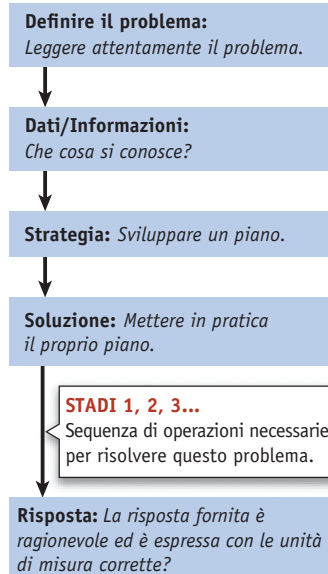 Definire il problema:
Leggere attentamente il problema.
Dati/Informazioni:
Che cosa si conosce?
Strategia: Sviluppare un piano.
Soluzione: Mettere in pratica
il proprio piano.
STADI 1, 2, 3...
Sequenza di operazioni necessarie
per risolvere questo problema.
Risposta: La risposta fornita è
ragionevole ed è espressa con le unità
di misura corrette?